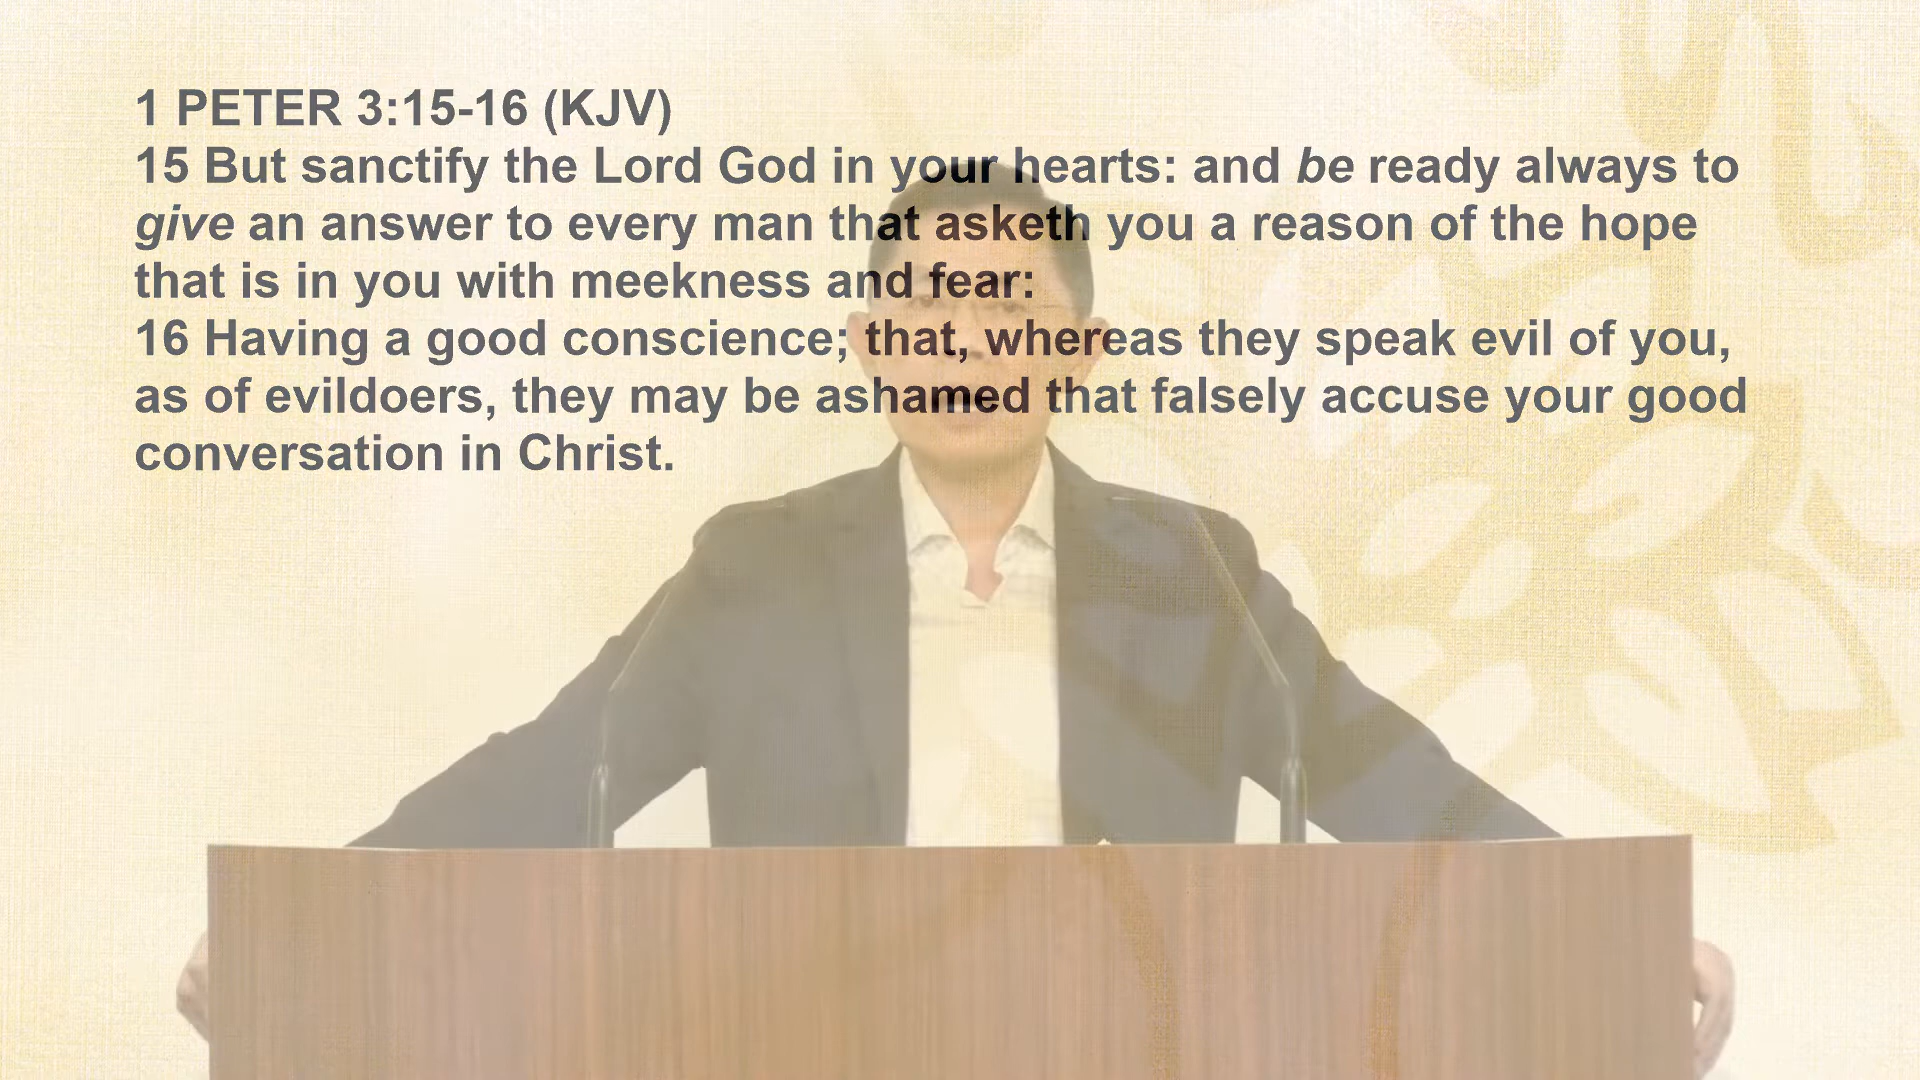 1 PETER 3:15-16 (KJV)
15 But sanctify the Lord God in your hearts: and be ready always to
give an answer to every man that asketh you a reason of the hope
that is in you with meekness and fear:
16 Having a good conscience; that, whereas they speak evil of you,
as of evildoers, they may be ashamed that falsely accuse your good
conversation in Christ.